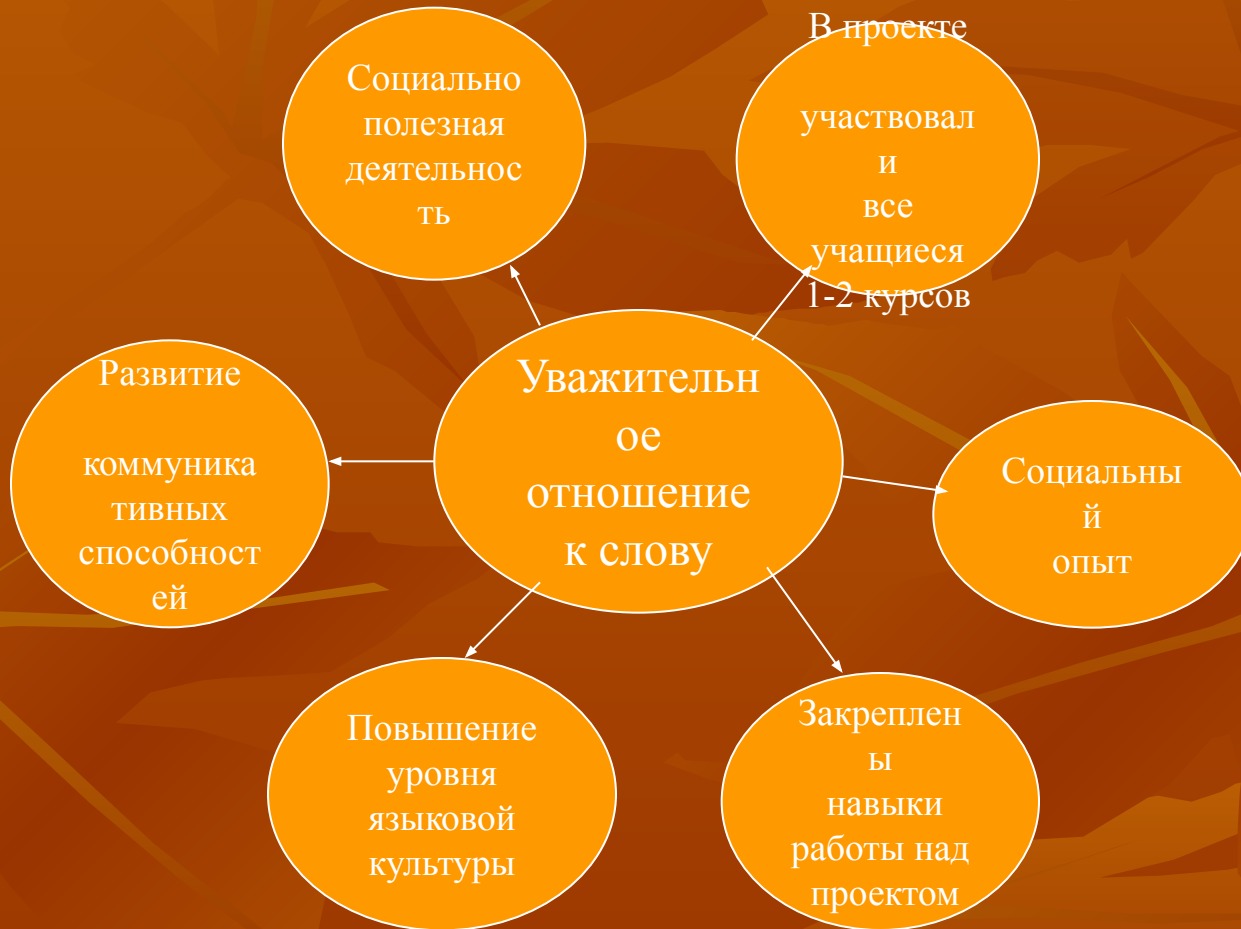 Социально
полезная
деятельнос
ть
В проекте
участвовал
и
все
учащиеся
1-2 курсов
Уважительн
ое
отношение
к слову
Развитие
коммуника
тивных
способност
ей
Социальны
й
опыт
Повышение
уровня
языковой
культуры
Закреплен
ы
навыки
работы над
проектом